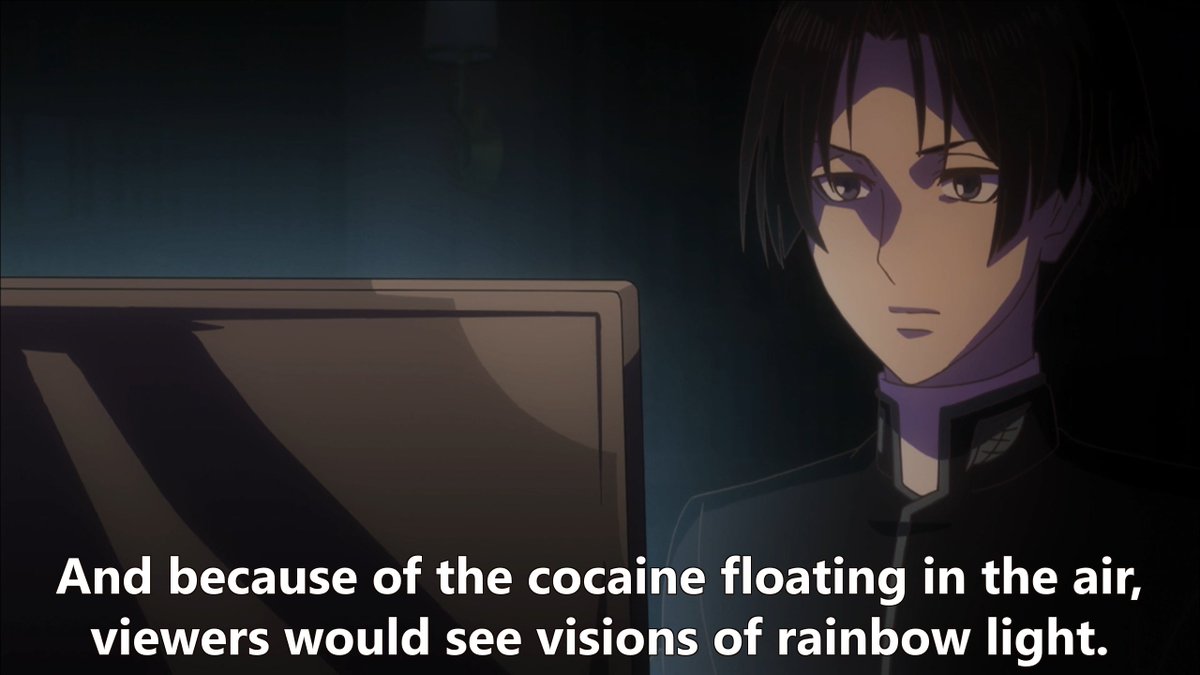 And because of the cocaine floating in the air,
viewers would see visions of rainbow light.